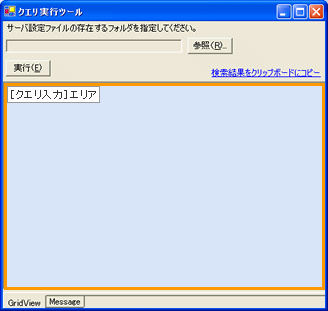 クエリ実行ツール
サーバ設定ファイルの存在するフォルダを指定してください。
参照(R)...
実行(E)
検索結果をクリップボードにコピー
[クエリ入力]エリア
GridView
Message